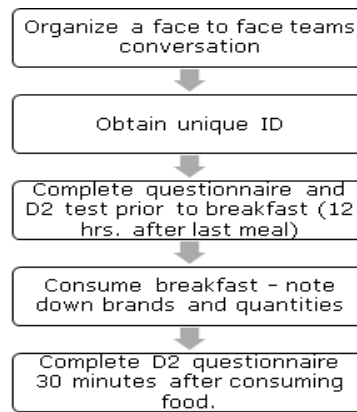 Organize a face to face teams
conversation
Obtain unique ID
Complete questionnaire and
D2 test prior to breakfast (12
hrs. after last meal)
Consume breakfast – note
down brands and quantities
Complete D2 questionnaire
30 minutes after consuming
food.